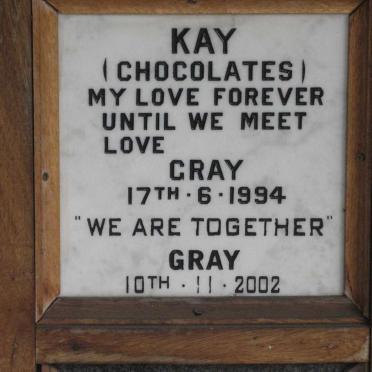 KAY
(CHOCOLATES)
MY LOVE FOREVER
UNTIL WE MEET
LOVE
GRAY
17TH · 6 · 1994
"WE ARE TOGETHER"
GRAY
10TH · 11 · 2002